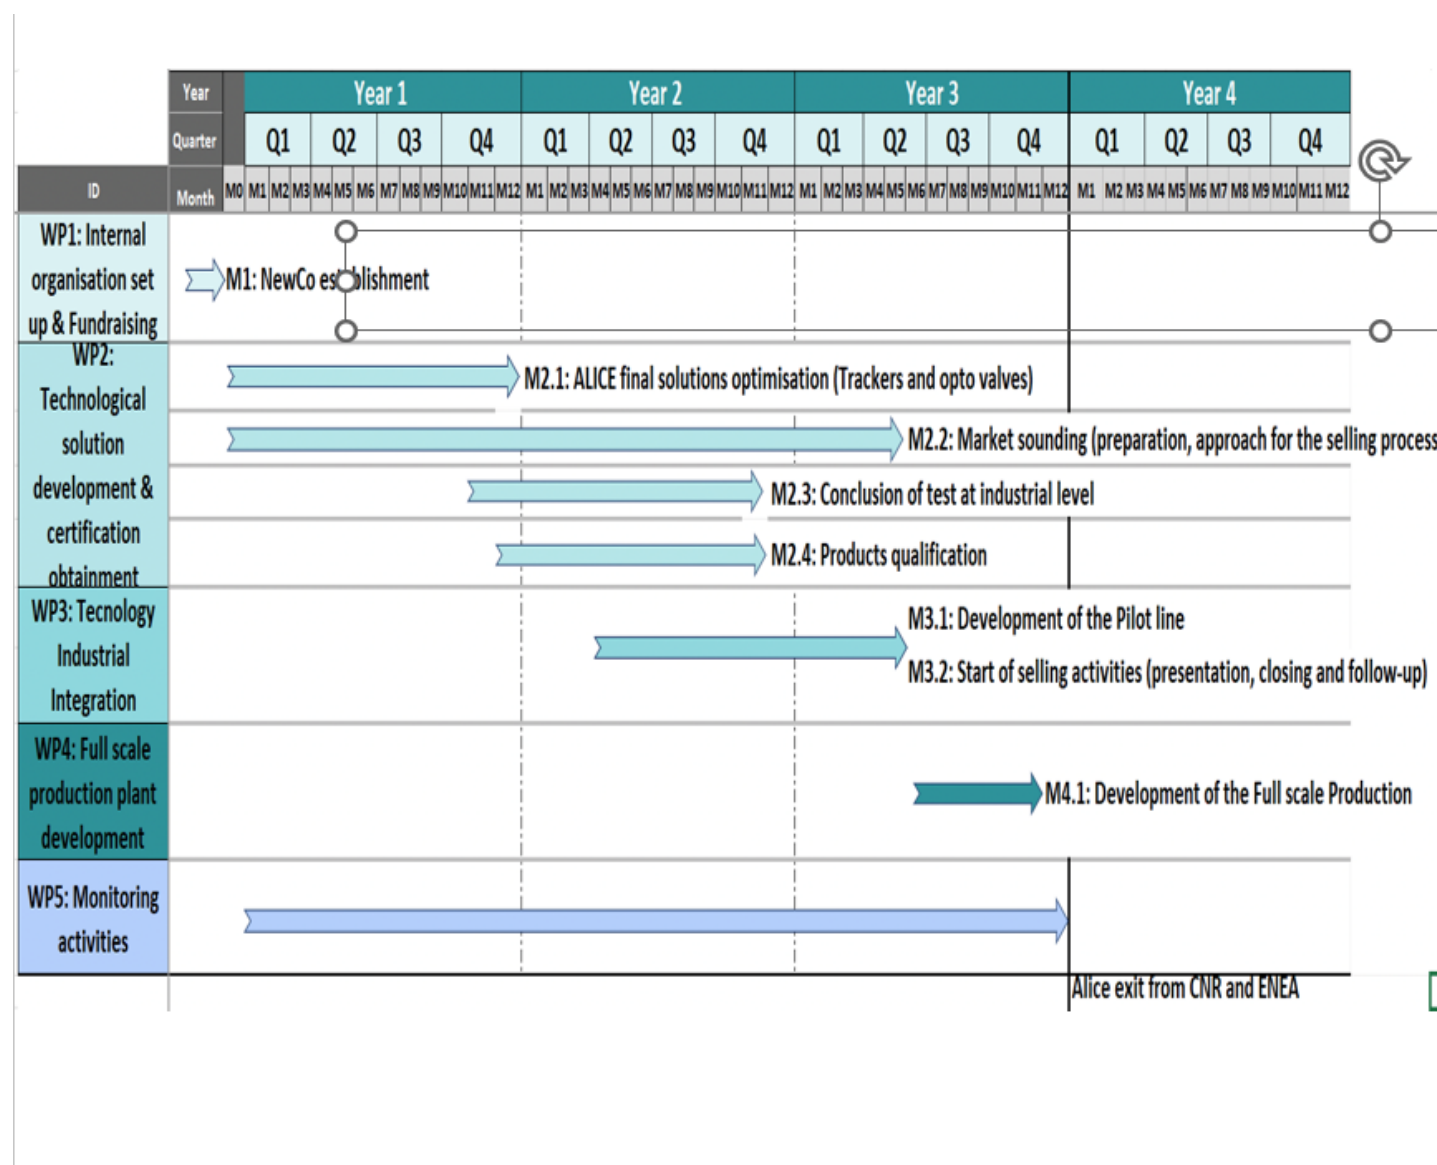 Year Year 1 Year 2 Year 3 Year 4
Quarter Q1 Q2 Q3 Q4 Q1 Q2 Q3 Q4 Q1 Q2 Q3 Q4 Q1 Q2 Q3 Q4
ID Month M0 M1 M2 M3 M4 M5 M6 M7 M8 M9 M10 M11 M12 M1 M2 M3 M4 M5 M6 M7 M8 M9 M10 M11 M12 M1 M2 M3 M4 M5 M6 M7 M8 M9 M10 M11 M12 M1 M2 M3 M4 M5 M6 M7 M8 M9 M10 M11 M12
WP1: Internal
organisation set
up & Fundraising
M1: NewCo establishment
WP2:
Technological
solution
development &
certification
obtainment
M2.1: ALICE final solutions optimisation (Trackers and opto valves)
M2.2: Market sounding (preparation, approach for the selling process
M2.3: Conclusion of test at industrial level
M2.4: Products qualification
WP3: Tecnology
Industrial
Integration
M3.1: Development of the Pilot line
M3.2: Start of selling activities (presentation, closing and follow-up)
WP4: Full scale
production plant
development
M4.1: Development of the Full scale Production
WP5: Monitoring
activities
Alice exit from CNR and ENEA